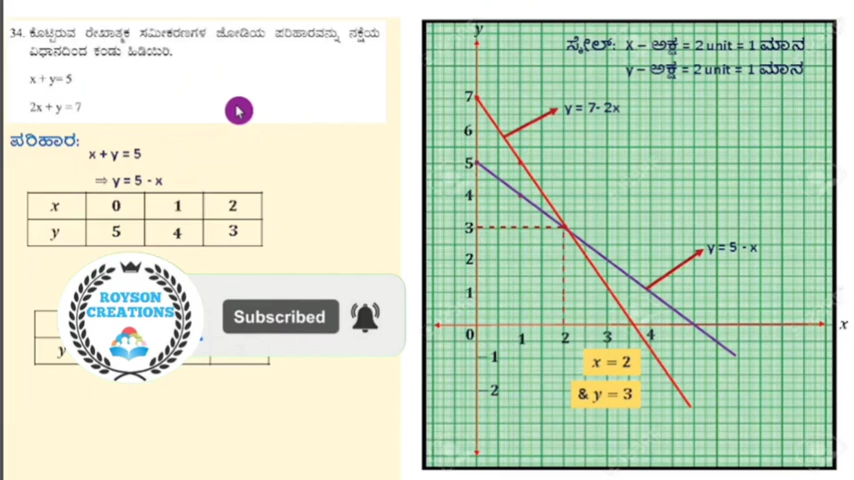 34. ಕೊಟ್ಟಿರುವ ರೇಖಾತ್ಮಕ ಸಮೀಕರಣಗಳ ಜೋಡಿಯ ಪರಿಹಾರವನ್ನು ನಕ್ಷೆಯ
ವಿಧಾನದಿಂದ ಕಂಡು ಹಿಡಿಯಿರಿ.
x + y= 5
2x + y = 7
ಪರಿಹಾರ:
x + y = 5
⇒ y = 5 - x
x 0 1 2
y 5 4 3
ROYSON
CREATIONS
Subscribed
y
y
ಸ್ಕೇಲ್: x – ಅಕ್ಷ = 2 unit = 1 ಮಾನ
y – ಅಕ್ಷ = 2 unit = 1 ಮಾನ
7
y = 7- 2x
6
5
4
3
2
y = 5 - x
1
0 1 2 3 4
x
−1
−2
x = 2
& y = 3